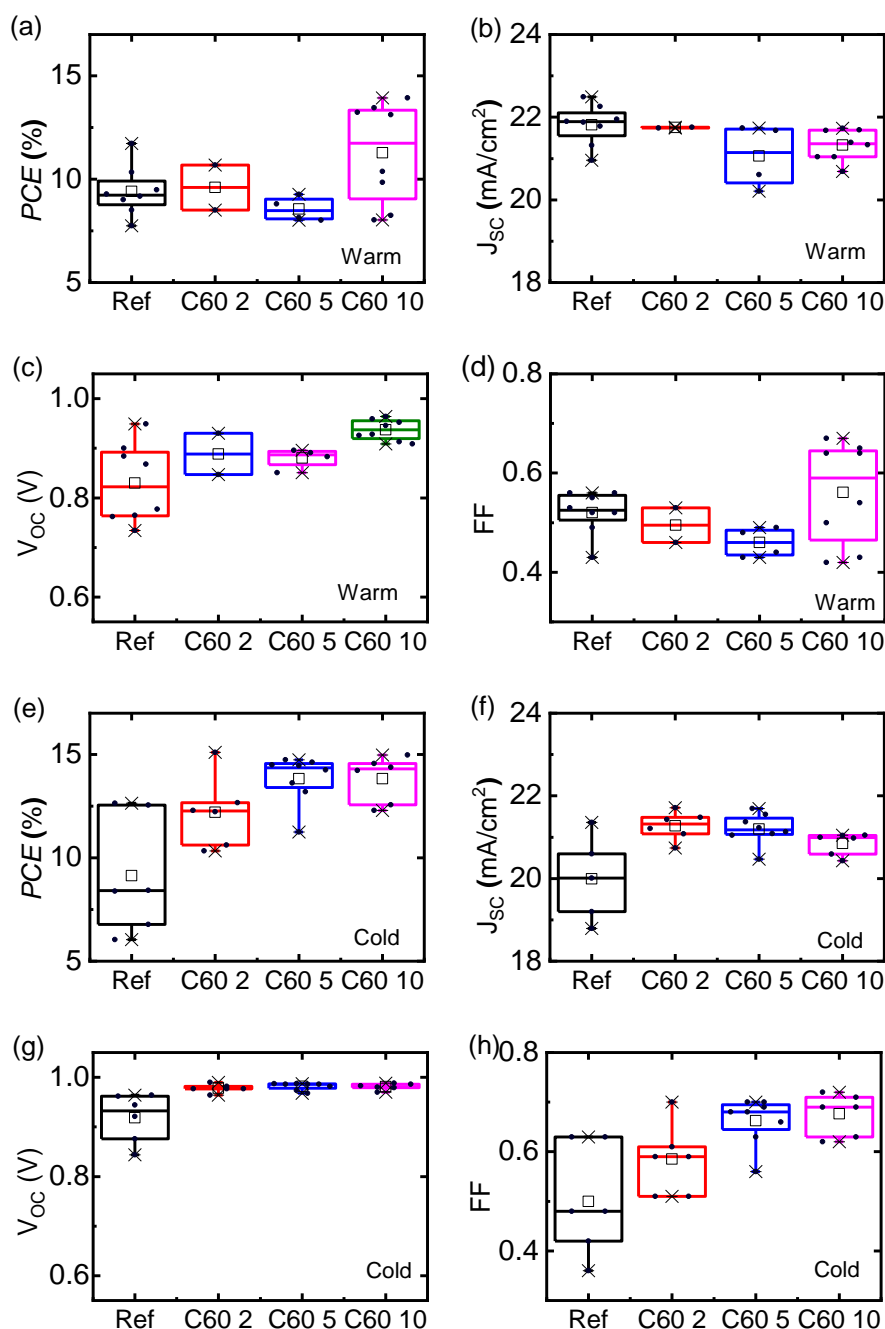 (a)
PCE (%)
15
10
5
Warm
Ref C60 2 C60 5 C60 10
(b)
J_SC (mA/cm²)
24
22
20
18
Warm
Ref C60 2 C60 5 C60 10
(c)
V_OC (V)
1.0
0.8
0.6
Warm
Ref C60 2 C60 5 C60 10
(d)
FF
0.8
0.6
0.4
Warm
Ref C60 2 C60 5 C60 10
(e)
PCE (%)
15
10
5
Cold
Ref C60 2 C60 5 C60 10
(f)
J_SC (mA/cm²)
24
22
20
18
Cold
Ref C60 2 C60 5 C60 10
(g)
V_OC (V)
1.0
0.8
0.6
Cold
Ref C60 2 C60 5 C60 10
(h)
FF
0.8
0.6
0.4
Cold
Ref C60 2 C60 5 C60 10